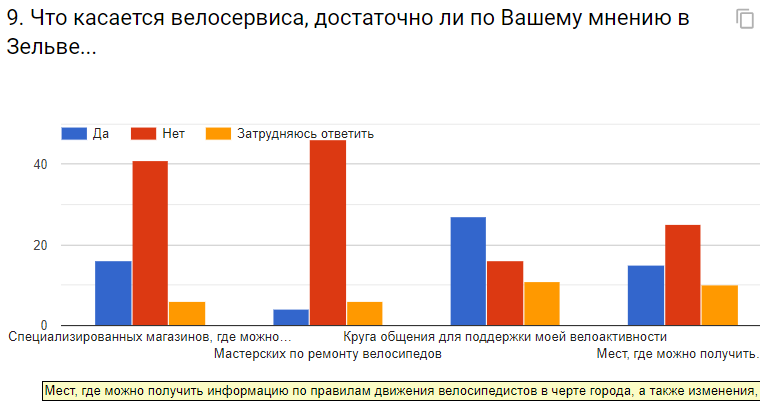 9. Что касается велосервиса, достаточно ли по Вашему мнению в
Зельве...
Да Нет Затрудняюсь ответить
40
20
0
Специализированных магазинов, где можно... Круга общения для поддержки моей велоактивности
Мастерских по ремонту велосипедов Мест, где можно получить.
Мест, где можно получить информацию по правилам движения велосипедистов в черте города, а также изменения,